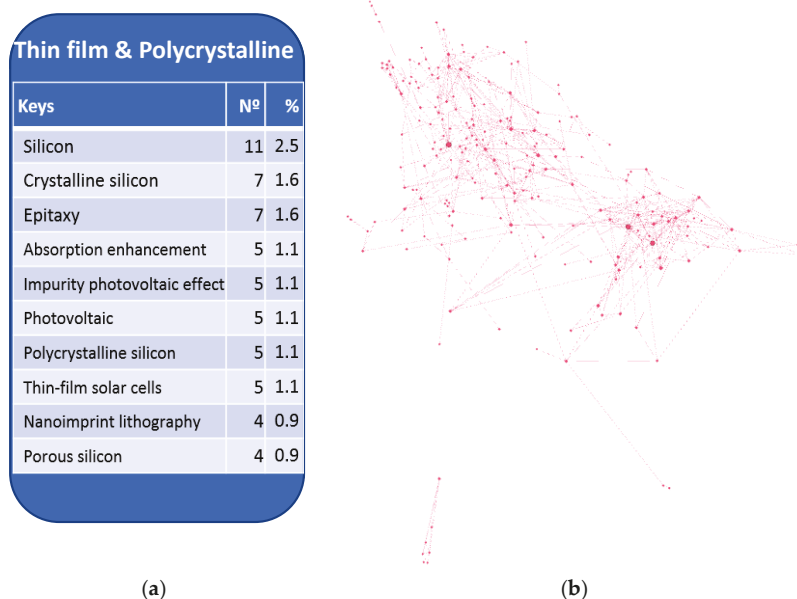 Thin film & Polycrystalline
Keys Nº %
Silicon 11 2.5
Crystalline silicon 7 1.6
Epitaxy 7 1.6
Absorption enhancement 5 1.1
Impurity photovoltaic effect 5 1.1
Photovoltaic 5 1.1
Polycrystalline silicon 5 1.1
Thin-film solar cells 5 1.1
Nanoimprint lithography 4 0.9
Porous silicon 4 0.9
(a) (b)